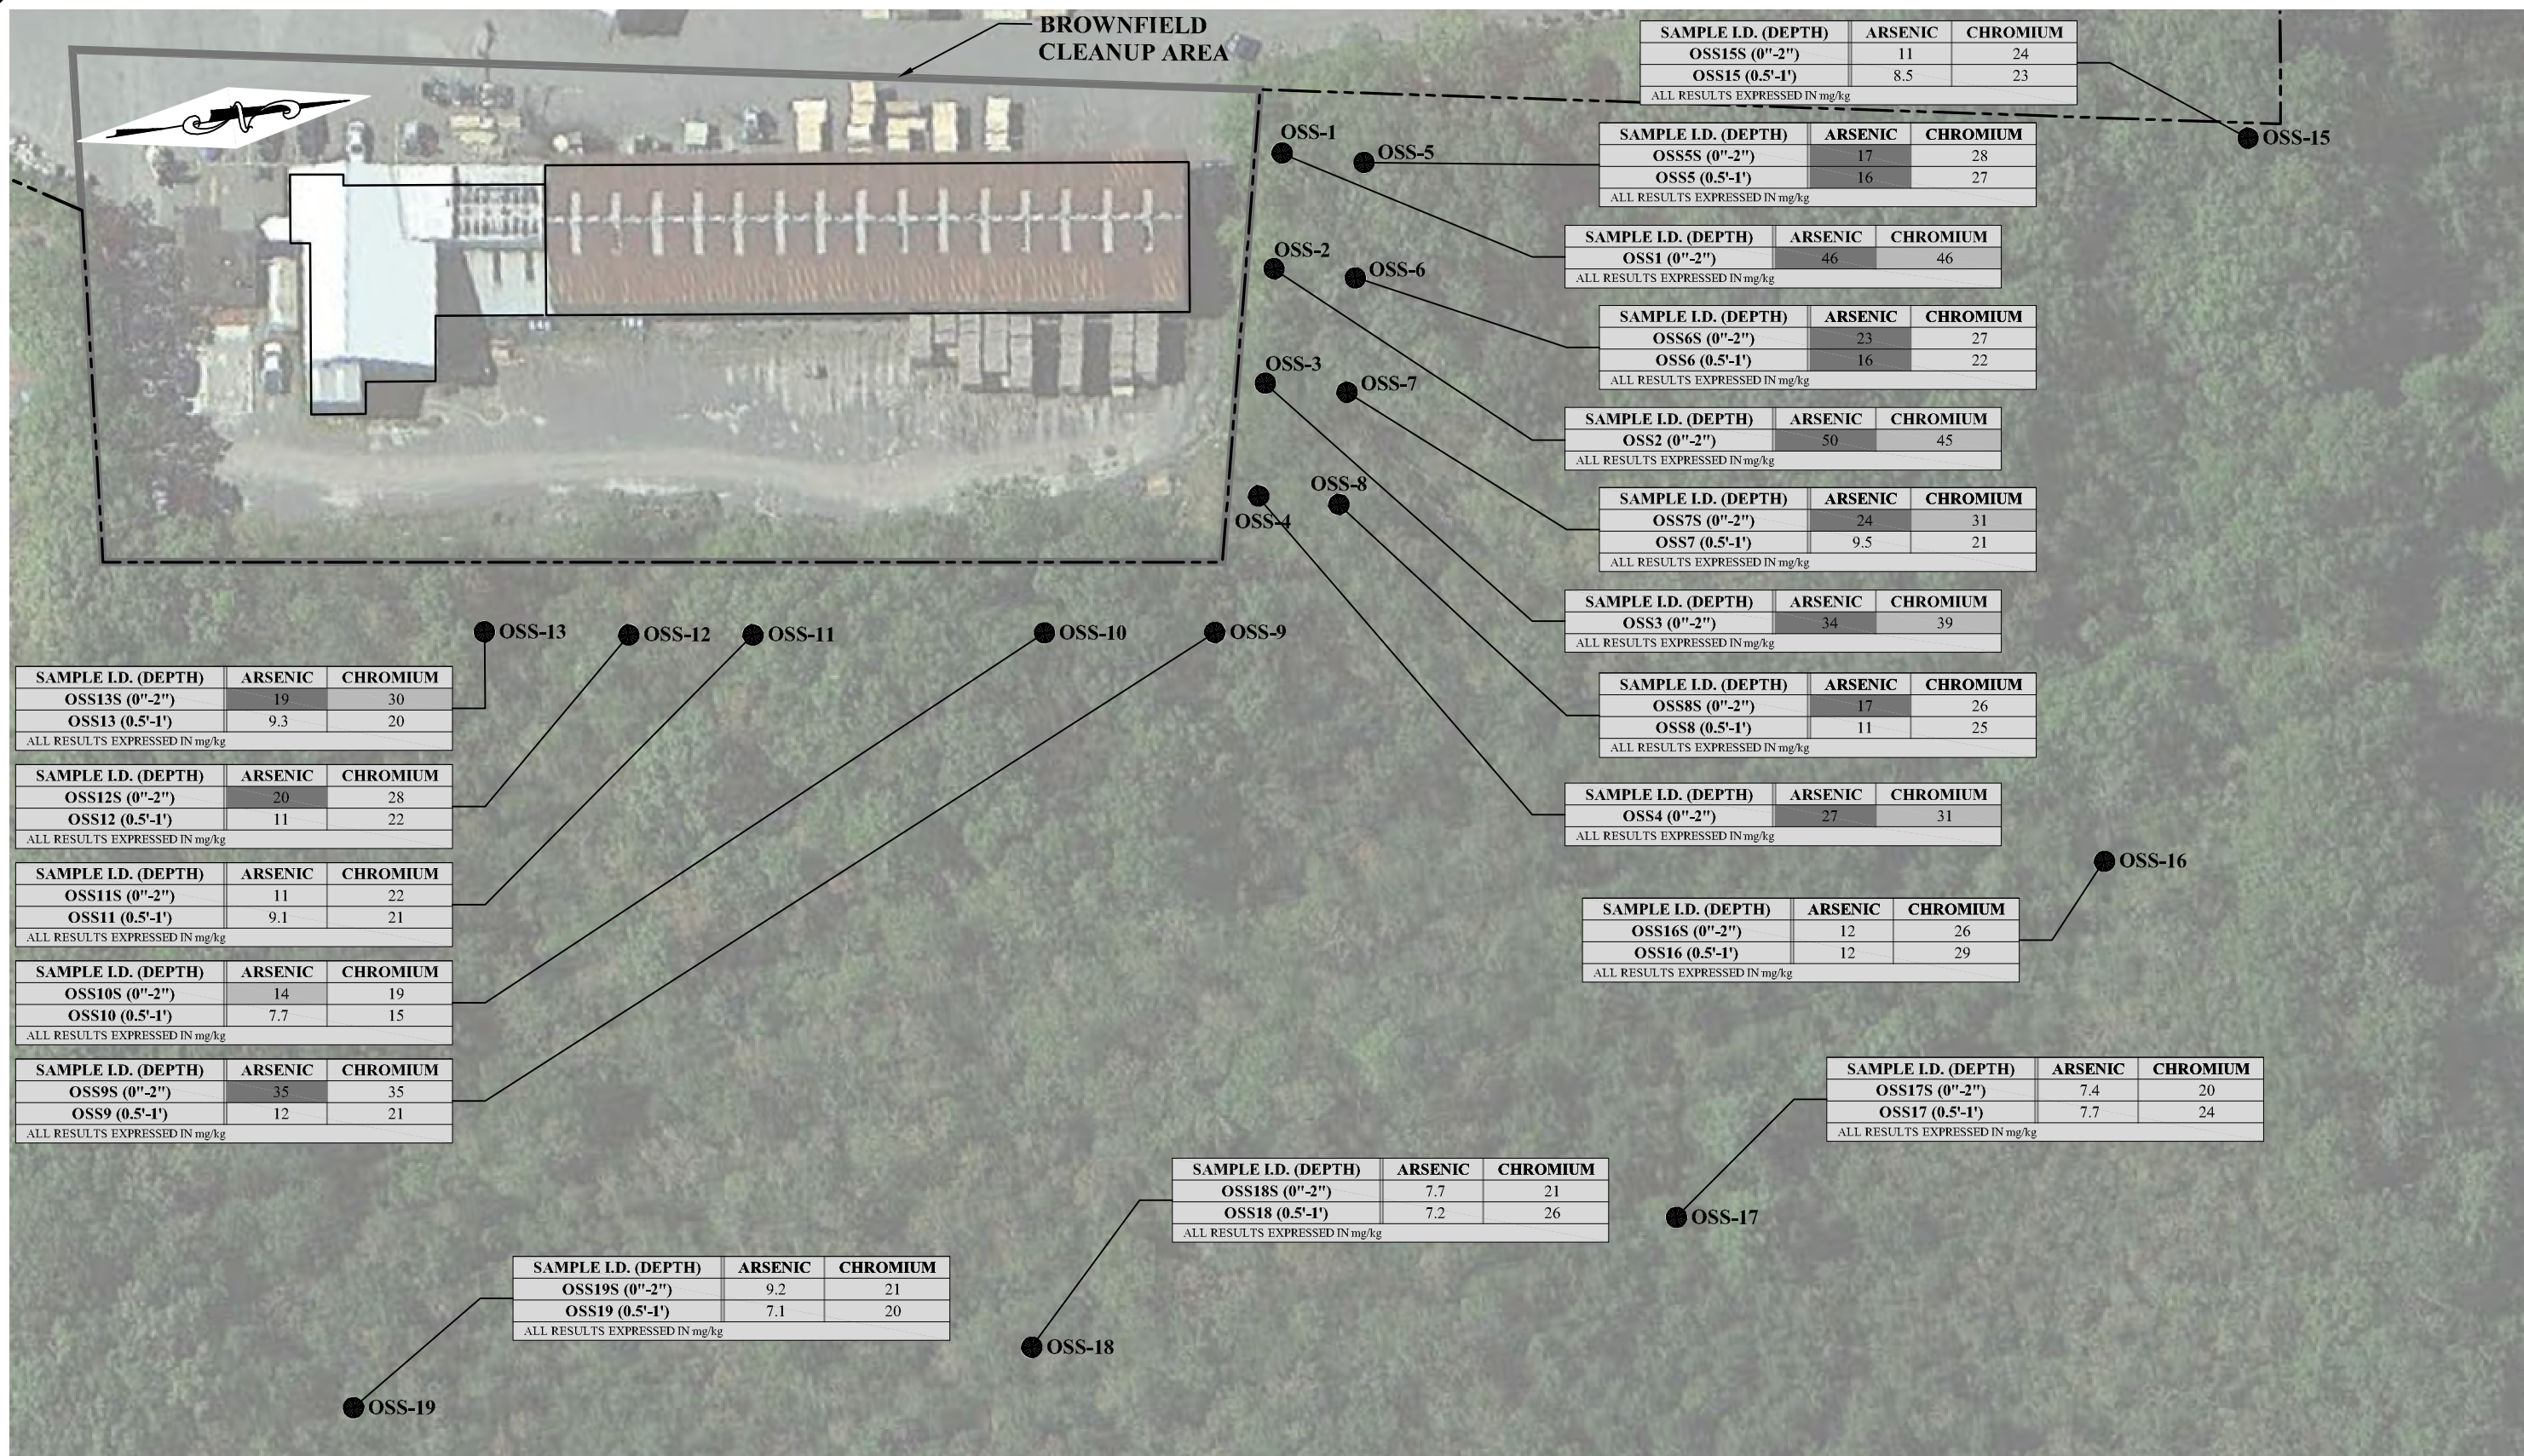 BROWNFIELD
CLEANUP AREA
SAMPLE I.D. (DEPTH) ARSENIC CHROMIUM
OSS15S (0"-2") 11 24
OSS15 (0.5'-1') 8.5 23
ALL RESULTS EXPRESSED IN mg/kg
OSS-15
OSS-1
OSS-5
SAMPLE I.D. (DEPTH) ARSENIC CHROMIUM
OSS5S (0"-2") 17 28
OSS5 (0.5'-1') 16 27
ALL RESULTS EXPRESSED IN mg/kg
SAMPLE I.D. (DEPTH) ARSENIC CHROMIUM
OSS1 (0"-2") 46 46
ALL RESULTS EXPRESSED IN mg/kg
OSS-2
OSS-6
SAMPLE I.D. (DEPTH) ARSENIC CHROMIUM
OSS6S (0"-2") 23 27
OSS6 (0.5'-1') 16 22
ALL RESULTS EXPRESSED IN mg/kg
OSS-3
OSS-7
SAMPLE I.D. (DEPTH) ARSENIC CHROMIUM
OSS2 (0"-2") 50 45
ALL RESULTS EXPRESSED IN mg/kg
OSS-8
OSS-4
SAMPLE I.D. (DEPTH) ARSENIC CHROMIUM
OSS7S (0"-2") 24 31
OSS7 (0.5'-1') 9.5 21
ALL RESULTS EXPRESSED IN mg/kg
SAMPLE I.D. (DEPTH) ARSENIC CHROMIUM
OSS3 (0"-2") 34 39
ALL RESULTS EXPRESSED IN mg/kg
OSS-13
OSS-12
OSS-11
OSS-10
OSS-9
SAMPLE I.D. (DEPTH) ARSENIC CHROMIUM
OSS13S (0"-2") 19 30
OSS13 (0.5'-1') 9.3 20
ALL RESULTS EXPRESSED IN mg/kg
SAMPLE I.D. (DEPTH) ARSENIC CHROMIUM
OSS8S (0"-2") 17 26
OSS8 (0.5'-1') 11 25
ALL RESULTS EXPRESSED IN mg/kg
SAMPLE I.D. (DEPTH) ARSENIC CHROMIUM
OSS12S (0"-2") 20 28
OSS12 (0.5'-1') 11 22
ALL RESULTS EXPRESSED IN mg/kg
SAMPLE I.D. (DEPTH) ARSENIC CHROMIUM
OSS4 (0"-2") 27 31
ALL RESULTS EXPRESSED IN mg/kg
OSS-16
SAMPLE I.D. (DEPTH) ARSENIC CHROMIUM
OSS11S (0"-2") 11 22
OSS11 (0.5'-1') 9.1 21
ALL RESULTS EXPRESSED IN mg/kg
SAMPLE I.D. (DEPTH) ARSENIC CHROMIUM
OSS16S (0"-2") 12 26
OSS16 (0.5'-1') 12 29
ALL RESULTS EXPRESSED IN mg/kg
SAMPLE I.D. (DEPTH) ARSENIC CHROMIUM
OSS10S (0"-2") 14 19
OSS10 (0.5'-1') 7.7 15
ALL RESULTS EXPRESSED IN mg/kg
SAMPLE I.D. (DEPTH) ARSENIC CHROMIUM
OSS9S (0"-2") 35 35
OSS9 (0.5'-1') 12 21
ALL RESULTS EXPRESSED IN mg/kg
SAMPLE I.D. (DEPTH) ARSENIC CHROMIUM
OSS17S (0"-2") 7.4 20
OSS17 (0.5'-1') 7.7 24
ALL RESULTS EXPRESSED IN mg/kg
SAMPLE I.D. (DEPTH) ARSENIC CHROMIUM
OSS18S (0"-2") 7.7 21
OSS18 (0.5'-1') 7.2 26
ALL RESULTS EXPRESSED IN mg/kg
OSS-17
SAMPLE I.D. (DEPTH) ARSENIC CHROMIUM
OSS19S (0"-2") 9.2 21
OSS19 (0.5'-1') 7.1 20
ALL RESULTS EXPRESSED IN mg/kg
OSS-18
OSS-19